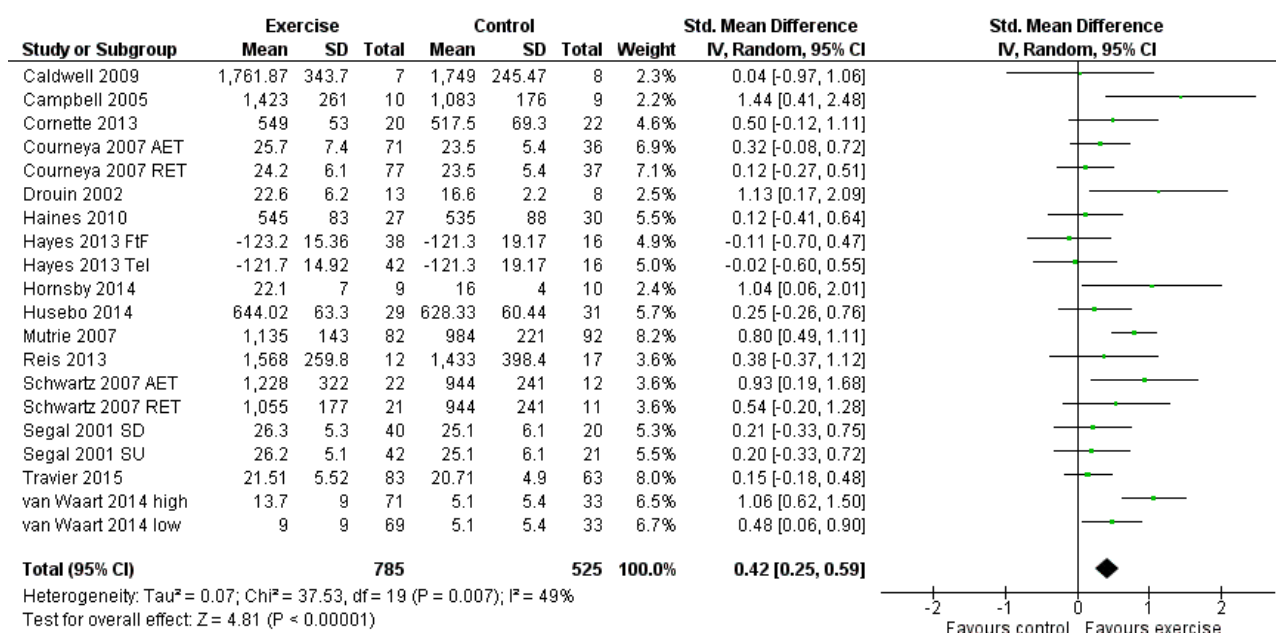 Exercise Control Std. Mean Difference Std. Mean Difference
Study or Subgroup Mean SD Total Mean SD Total Weight IV, Random, 95% CI IV, Random, 95% CI
Caldwell 2009 1,761.87 343.7 7 1,749 245.47 8 2.3% 0.04 [-0.97, 1.06]
Campbell 2005 1,423 261 10 1,083 176 9 2.2% 1.44 [0.41, 2.48]
Cornette 2013 549 53 20 517.5 69.3 22 4.6% 0.50 [-0.12, 1.11]
Courneya 2007 AET 25.7 7.4 71 23.5 5.4 36 6.9% 0.32 [-0.08, 0.72]
Courneya 2007 RET 24.2 6.1 77 23.5 5.4 37 7.1% 0.12 [-0.27, 0.51]
Drouin 2002 22.6 6.2 13 16.6 2.2 8 2.5% 1.13 [0.17, 2.09]
Haines 2010 545 83 27 535 88 30 5.5% 0.12 [-0.41, 0.64]
Hayes 2013 FtF -123.2 15.36 38 -121.3 19.17 16 4.9% -0.11 [-0.70, 0.47]
Hayes 2013 Tel -121.7 14.92 42 -121.3 19.17 16 5.0% -0.02 [-0.60, 0.55]
Hornsby 2014 22.1 7 9 16 4 10 2.4% 1.04 [0.06, 2.01]
Husebo 2014 644.02 63.3 29 628.33 60.44 31 5.7% 0.25 [-0.26, 0.76]
Mutrie 2007 1,135 143 82 984 221 92 8.2% 0.80 [0.49, 1.11]
Reis 2013 1,568 259.8 12 1,433 398.4 17 3.6% 0.38 [-0.37, 1.12]
Schwartz 2007 AET 1,228 322 22 944 241 12 3.6% 0.93 [0.19, 1.68]
Schwartz 2007 RET 1,055 177 21 944 241 11 3.6% 0.54 [-0.20, 1.28]
Segal 2001 SD 26.3 5.3 40 25.1 6.1 20 5.3% 0.21 [-0.33, 0.75]
Segal 2001 SU 26.2 5.1 42 25.1 6.1 21 5.4% 0.20 [-0.33, 0.72]
Travier 2015 21.51 5.52 83 20.71 4.9 63 8.0% 0.15 [-0.18, 0.48]
van Waart 2014 high 13.7 9 71 5.1 5.4 33 6.5% 1.06 [0.62, 1.50]
van Waart 2014 low 9 9 69 5.1 5.4 33 6.7% 0.48 [0.06, 0.90]
Total (95% CI) 785 525 100.0% 0.42 [0.25, 0.59]
Heterogeneity: Tau² = 0.07; Chi² = 37.53, df = 19 (P = 0.007); I² = 49%
Test for overall effect: Z = 4.81 (P < 0.00001)
-2 -1 0 1 2
Favours control Favours exercise